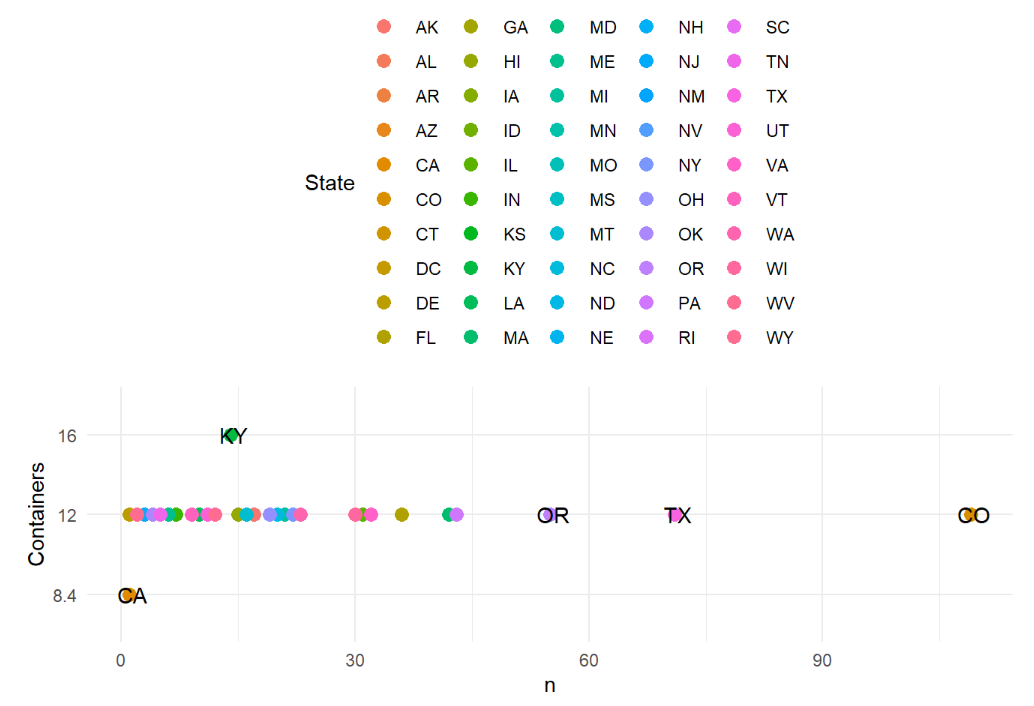 AK GA MD NH SC
AL HI ME NJ TN
AR IA MI NM TX
AZ ID MN NV UT
CA IL MO NY VA
State
CO IN MS OH VT
CT KS MT OK WA
DC KY NC OR WI
DE LA ND PA WV
FL MA NE RI WY
16 KY
Containers
12 OR TX CO
8.4 CA
0 30 60 90
n